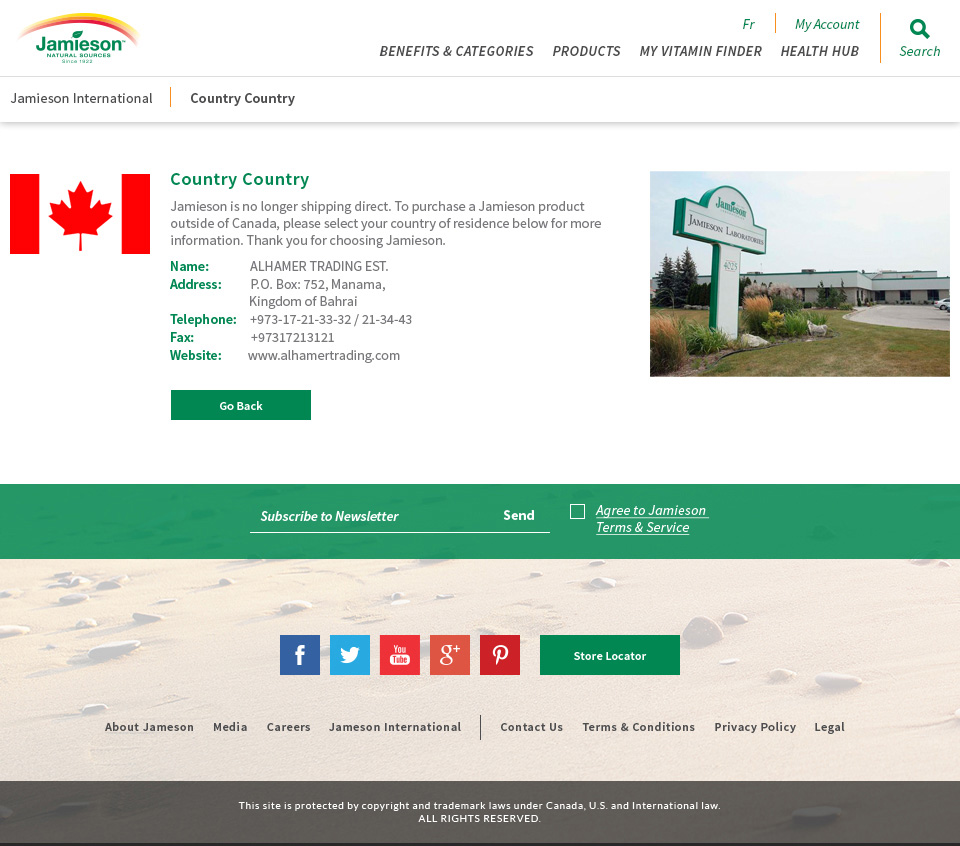 Jamieson
NATURAL SOURCES
Since 1922
Fr
My Account
BENEFITS & CATEGORIES
PRODUCTS
MY VITAMIN FINDER
HEALTH HUB
Search
Jamieson International
Country Country
Country Country
Jamieson is no longer shipping direct. To purchase a Jamieson product
outside of Canada, please select your country of residence below for more
information. Thank you for choosing Jamieson.
Name: ALHAMER TRADING EST.
Address: P.O. Box: 752, Manama,
Kingdom of Bahrai
Telephone: +973-17-21-33-32 / 21-34-43
Fax: +97317213121
Website: www.alhamertrading.com
Go Back
Jamieson
JAMIESON LABORATORIES
4025
Subscribe to Newsletter
Send
Agree to Jamieson
Terms & Service
f
You
Tube
g+
Store Locator
About Jameson
Media
Careers
Jameson International
Contact Us
Terms & Conditions
Privacy Policy
Legal
This site is protected by copyright and trademark laws under Canada, U.S. and International law.
ALL RIGHTS RESERVED.